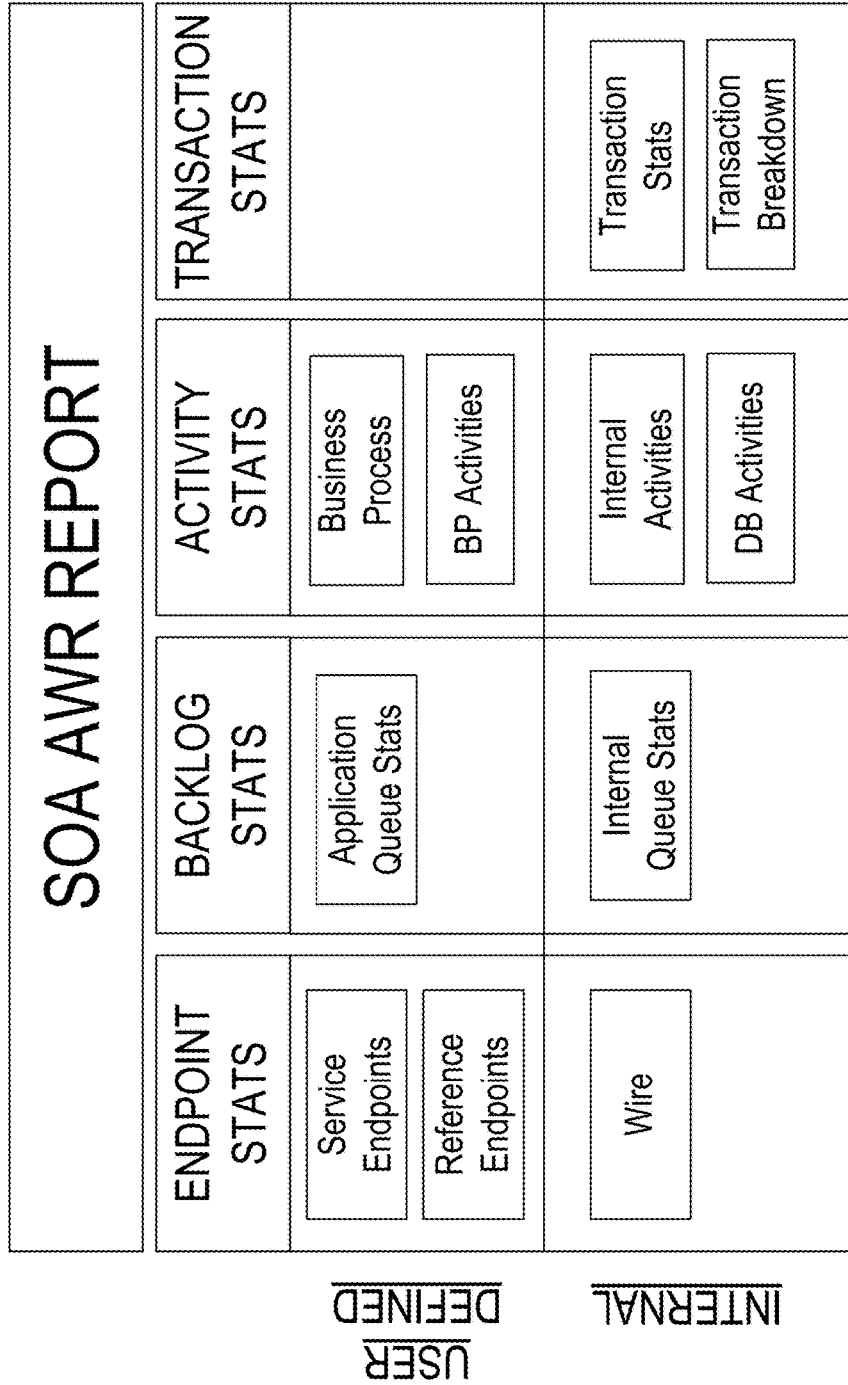 SOA AWR REPORT
ENDPOINT
STATS
BACKLOG
STATS
ACTIVITY
STATS
TRANSACTION
STATS
USER
DEFINED
Service
Endpoints
Reference
Endpoints
Application
Queue Stats
Business
Process
BP Activities
INTERNAL
Wire
Internal
Queue Stats
Internal
Activities
DB Activities
Transaction
Stats
Transaction
Breakdown